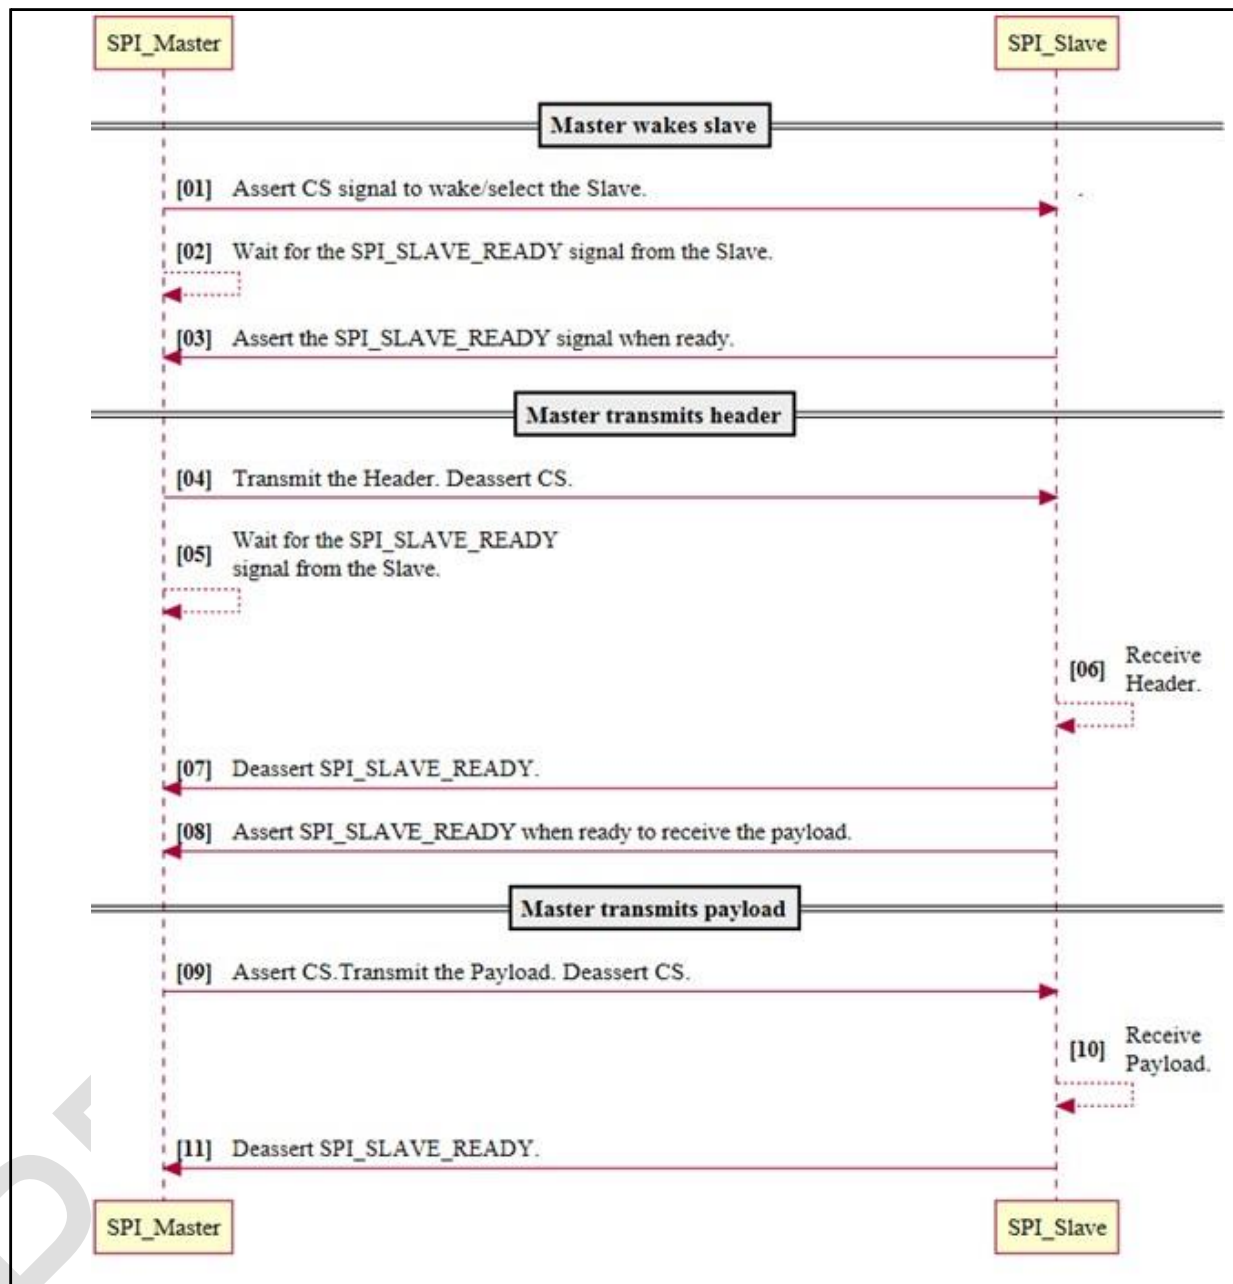 SPI_Master SPI_Slave
Master wakes slave
[01] Assert CS signal to wake/select the Slave.
[02] Wait for the SPI_SLAVE_READY signal from the Slave.
[03] Assert the SPI_SLAVE_READY signal when ready.
Master transmits header
[04] Transmit the Header. Deassert CS.
[05] Wait for the SPI_SLAVE_READY
signal from the Slave.
[06] Receive
Header.
[07] Deassert SPI_SLAVE_READY.
[08] Assert SPI_SLAVE_READY when ready to receive the payload.
Master transmits payload
[09] Assert CS.Transmit the Payload. Deassert CS.
[10] Receive
Payload.
[11] Deassert SPI_SLAVE_READY.
SPI_Master SPI_Slave